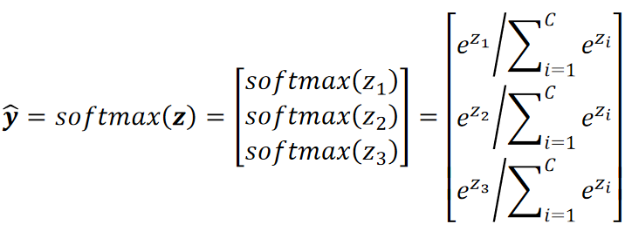 ŷ = softmax(z) = [softmax(z₁) softmax(z₂) softmax(z₃)] = [e^{z₁}/∑_{i=1}^{C} e^{z_i} e^{z₂}/∑_{i=1}^{C} e^{z_i} e^{z₃}/∑_{i=1}^{C} e^{z_i}]